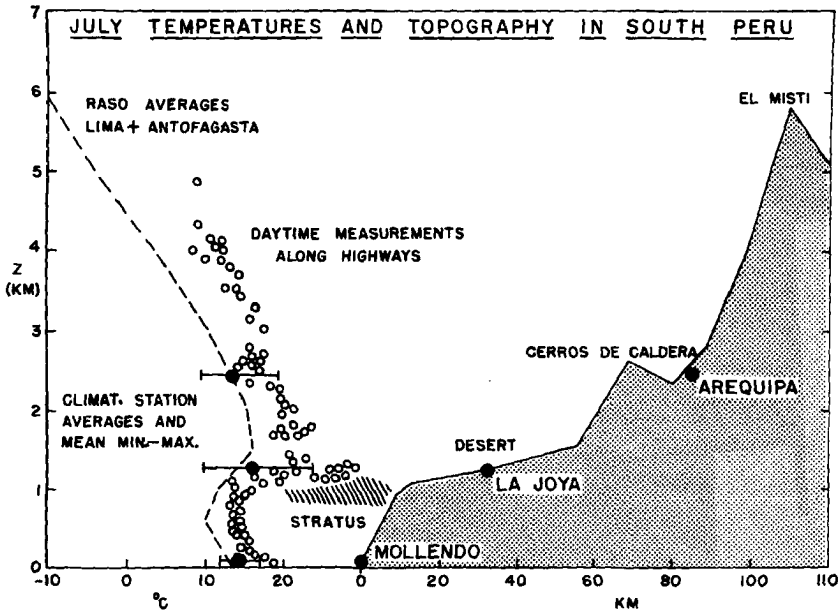 JULY TEMPERATURES AND TOPOGRAPHY IN SOUTH PERU
7
6
5
4
3
2
1
0
Z
(KM)
RASO AVERAGES
LIMA + ANTOFAGASTA
DAYTIME MEASUREMENTS
ALONG HIGHWAYS
CLIMAT. STATION
AVERAGES AND
MEAN MIN.-MAX.
STRATUS
EL MISTI
CERROS DE CALDERA
AREQUIPA
DESERT
LA JOYA
MOLLENDO
-10 0 10 20 0 20 40 60 80 100 110
°C KM